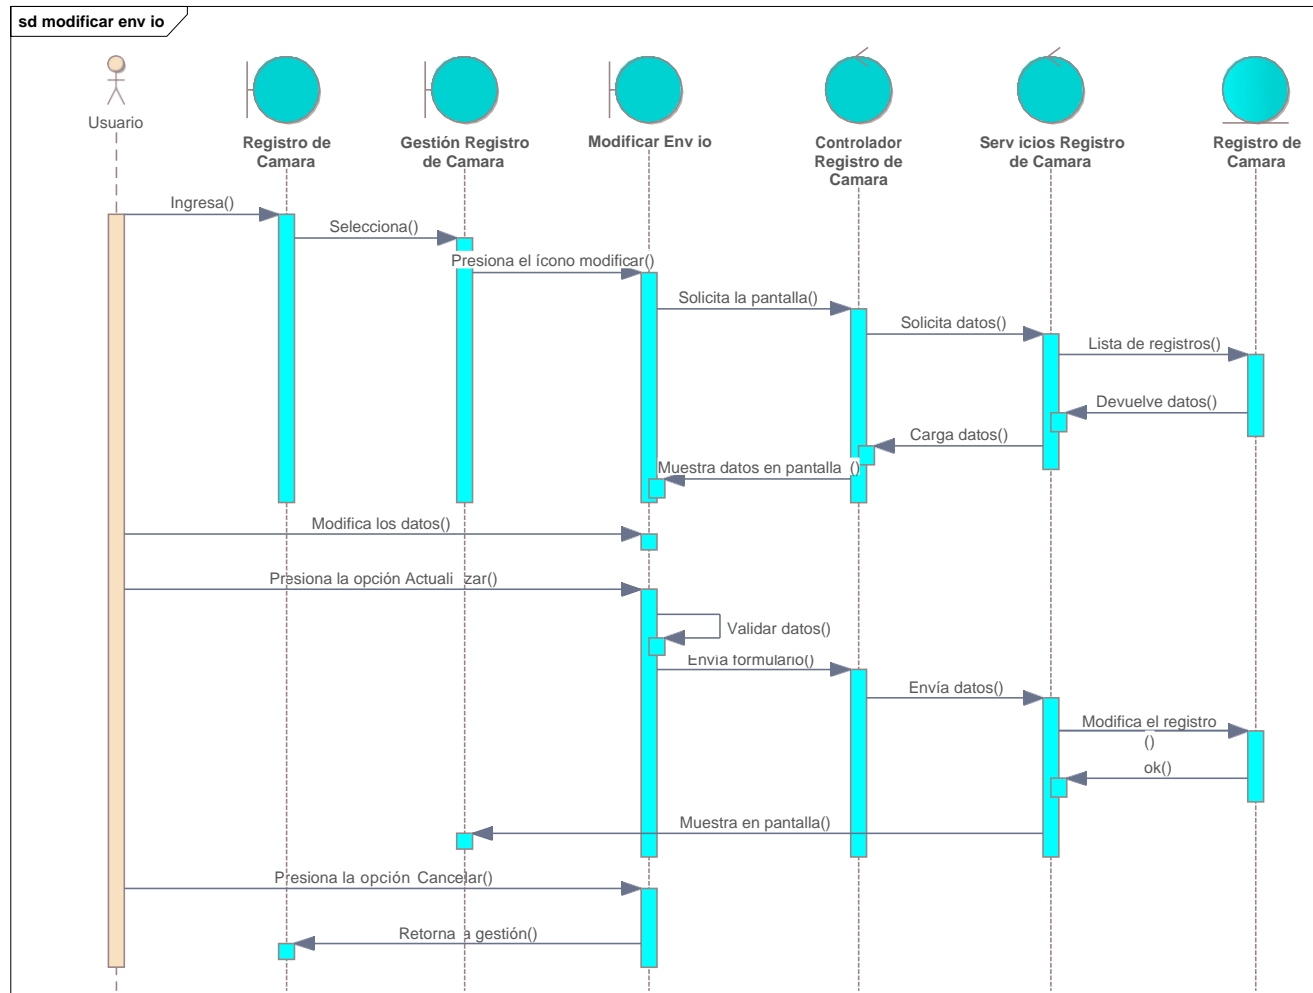 sd modificar env io
Usuario
Registro de
Camara
Gestión Registro
de Camara
Modificar Env io
Controlador
Registro de
Camara
Serv icios Registro
de Camara
Registro de
Camara
Ingresa()
Selecciona()
Presiona el ícono modificar()
Solicita la pantalla()
Solicita datos()
Lista de registros()
Devuelve datos()
Carga datos()
Muestra datos en pantalla ()
Modifica los datos()
Presiona la opción Actuali zar()
Validar datos()
Envía formulario()
Envía datos()
Modifica el registro
()
ok()
Muestra en pantalla()
Presiona la opción Cancelar()
Retorna a gestión()